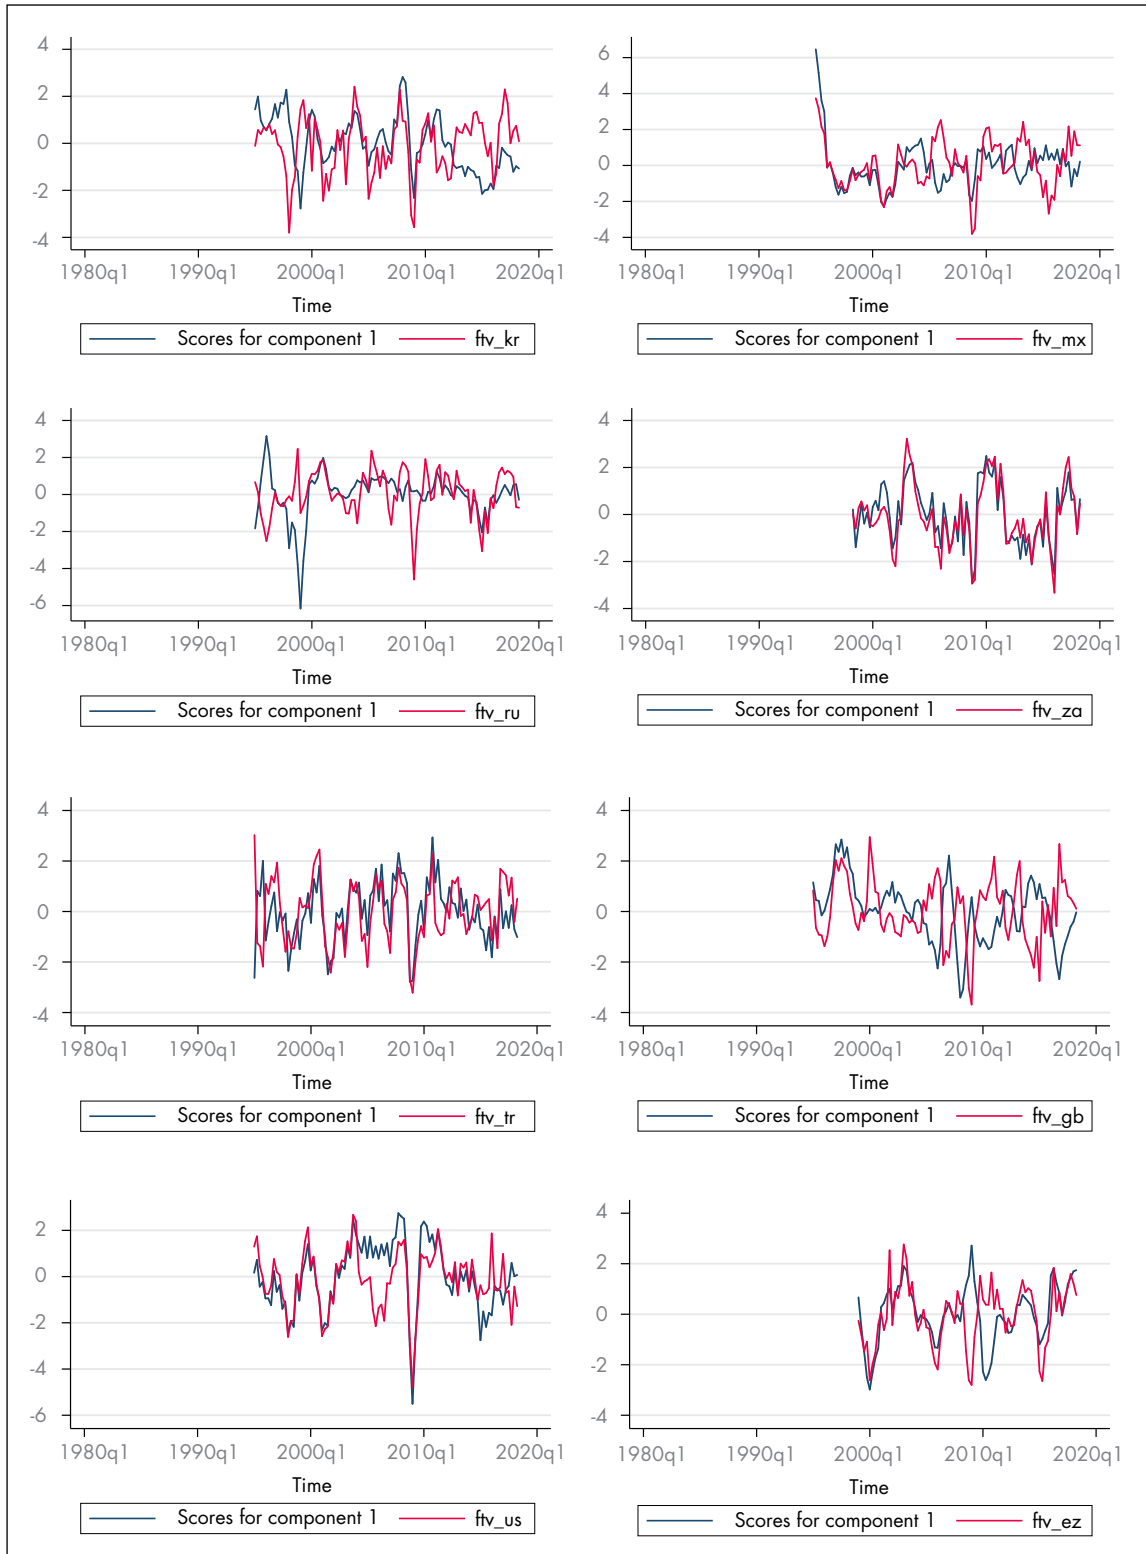 4
2
0
-2
-4
1980q1 1990q1 2000q1 2010q1 2020q1
Time
Scores for component 1 ftv_kr
6
4
2
0
-2
-4
1980q1 1990q1 2000q1 2010q1 2020q1
Time
Scores for component 1 ftv_mx
4
2
0
-2
-4
-6
1980q1 1990q1 2000q1 2010q1 2020q1
Time
Scores for component 1 ftv_ru
4
2
0
-2
-4
1980q1 1990q1 2000q1 2010q1 2020q1
Time
Scores for component 1 ftv_za
4
2
0
-2
-4
1980q1 1990q1 2000q1 2010q1 2020q1
Time
Scores for component 1 ftv_tr
4
2
0
-2
-4
1980q1 1990q1 2000q1 2010q1 2020q1
Time
Scores for component 1 ftv_gb
2
0
-2
-4
-6
1980q1 1990q1 2000q1 2010q1 2020q1
Time
Scores for component 1 ftv_us
4
2
0
-2
-4
1980q1 1990q1 2000q1 2010q1 2020q1
Time
Scores for component 1 ftv_ez